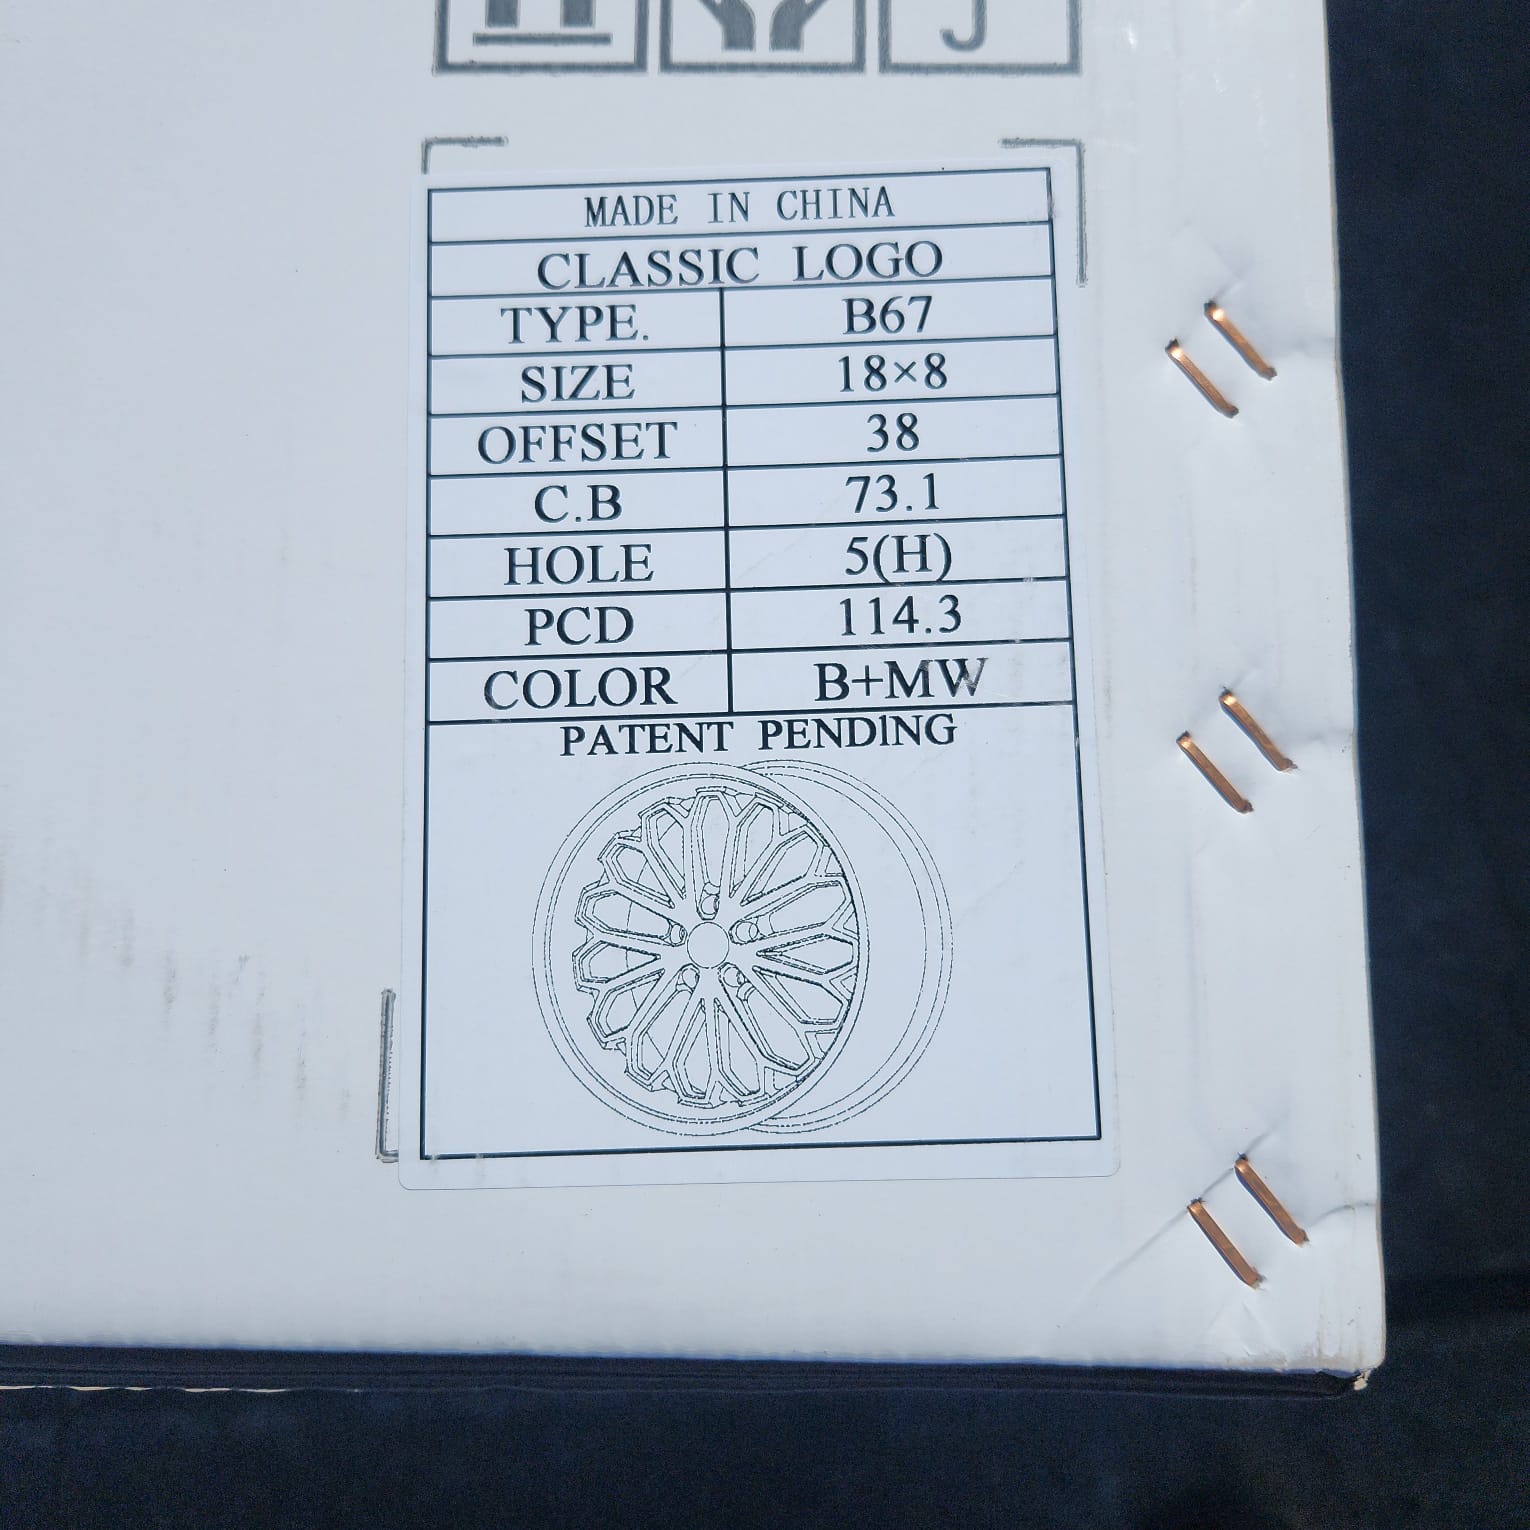 MADE IN CHINA
CLASSIC LOGO
TYPE. B67
SIZE 18×8
OFFSET 38
C.B 73.1
HOLE 5(H)
PCD 114.3
COLOR B+MW
PATENT PENDING